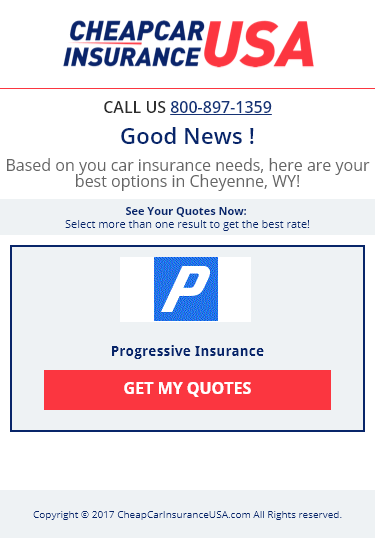 CHEAPCAR
INSURANCE USA
CALL US 800-897-1359
Good News !
Based on you car insurance needs, here are your
best options in Cheyenne, WY!
See Your Quotes Now:
Select more than one result to get the best rate!
P
Progressive Insurance
GET MY QUOTES
Copyright © 2017 CheapCarInsuranceUSA.com All Rights reserved.